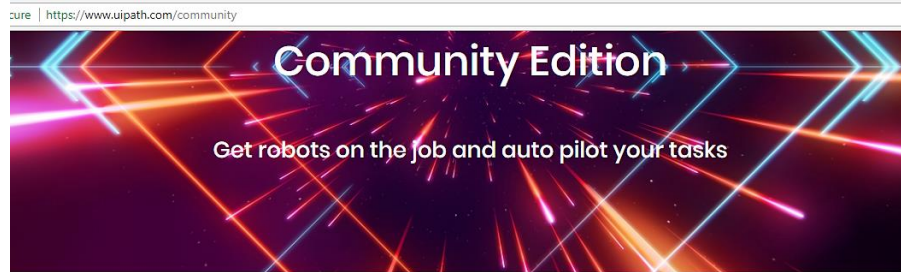 cure https://www.uipath.com/community
Community Edition
Get robots on the job and auto pilot your tasks